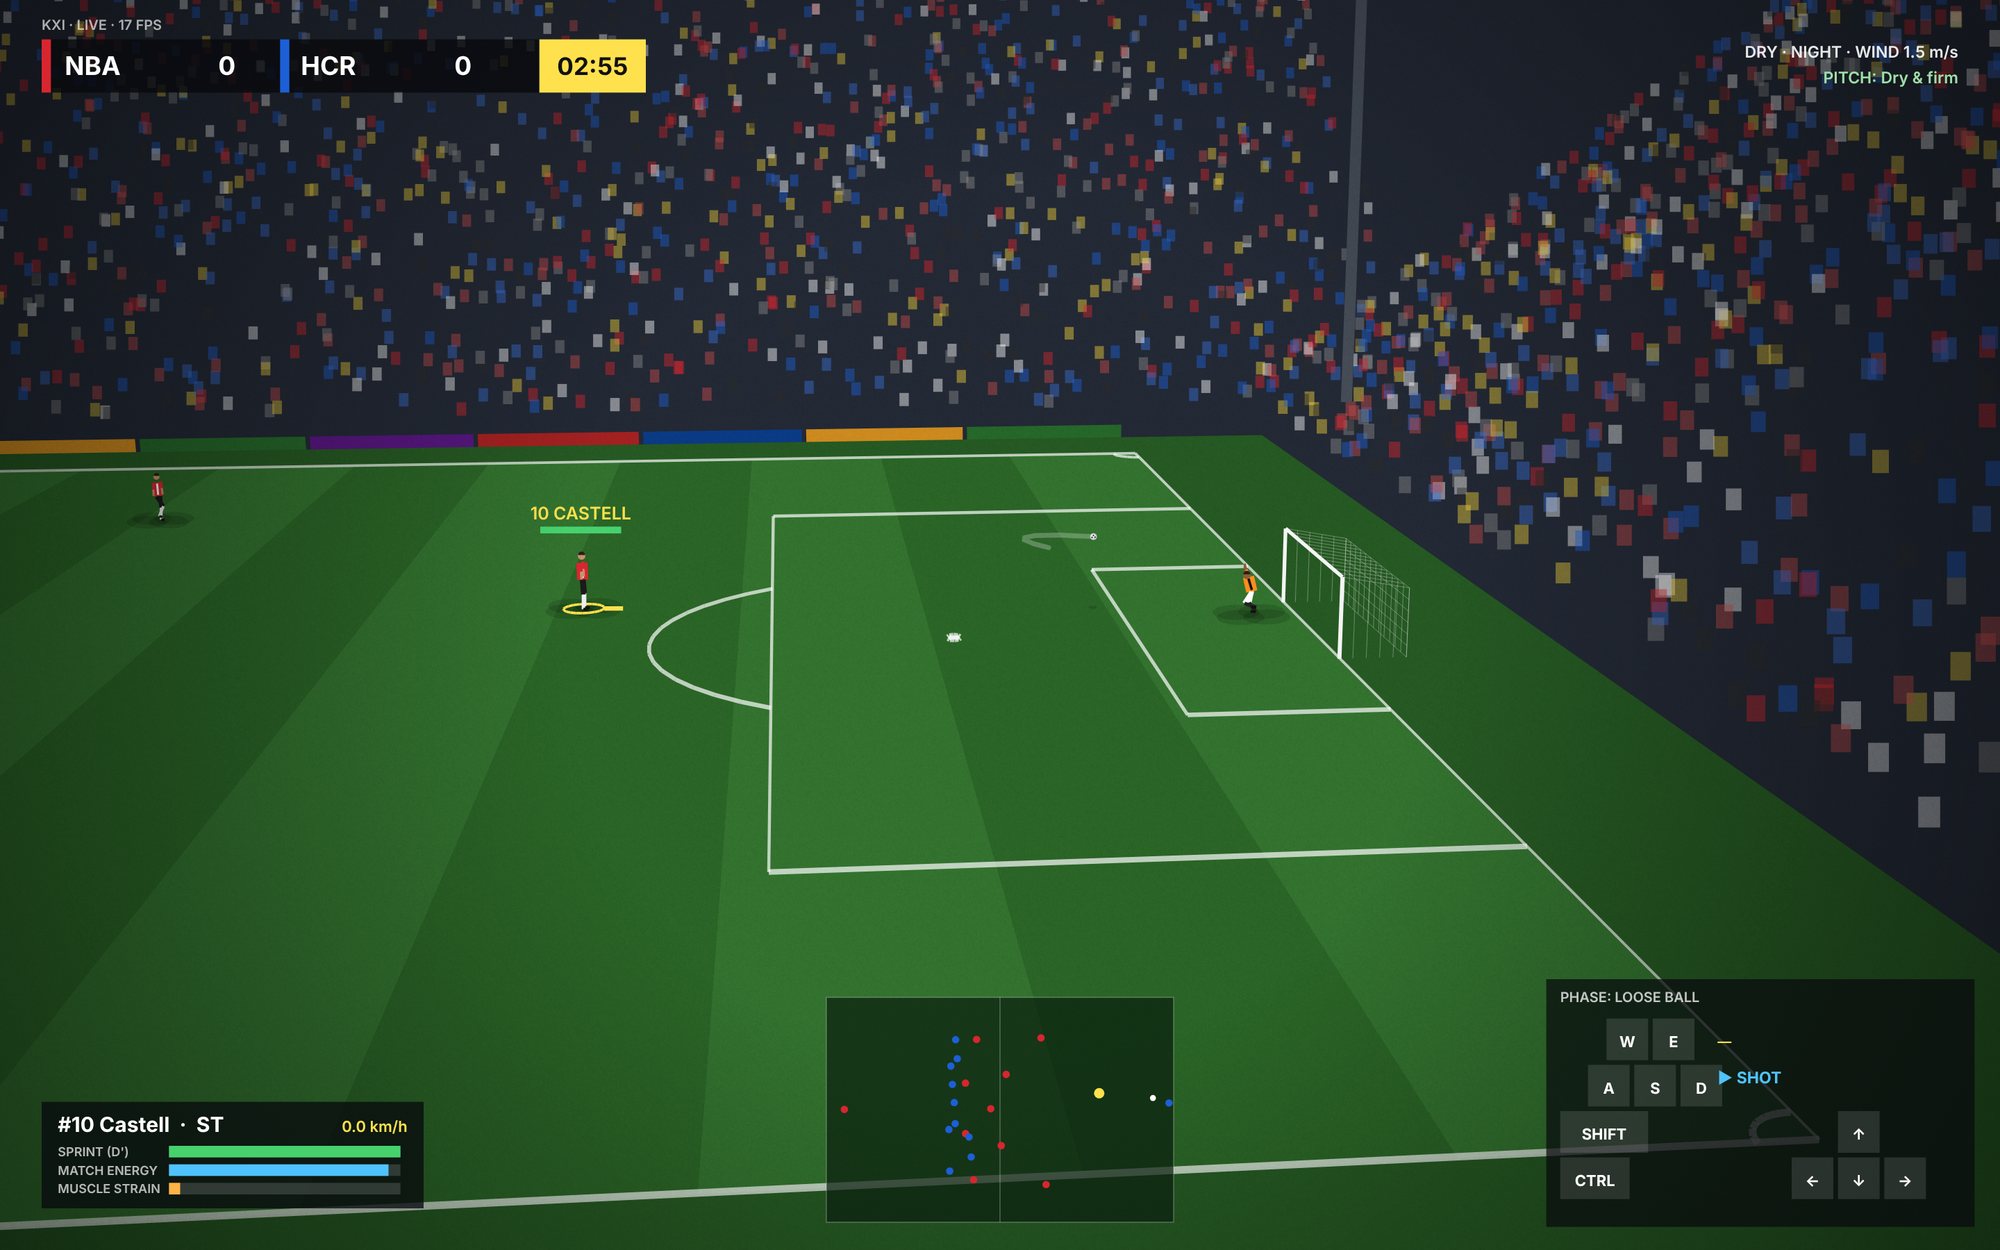 KXI · LIVE · 17 FPS
NBA 0 HCR 0 02:55
DRY · NIGHT · WIND 1.5 m/s
PITCH: Dry & firm
10 CASTELL
#10 Castell · ST 0.0 km/h
SPRINT (D')
MATCH ENERGY
MUSCLE STRAIN
PHASE: LOOSE BALL
W E —
A S D ▶ SHOT
SHIFT ↑
CTRL ← ↓ →